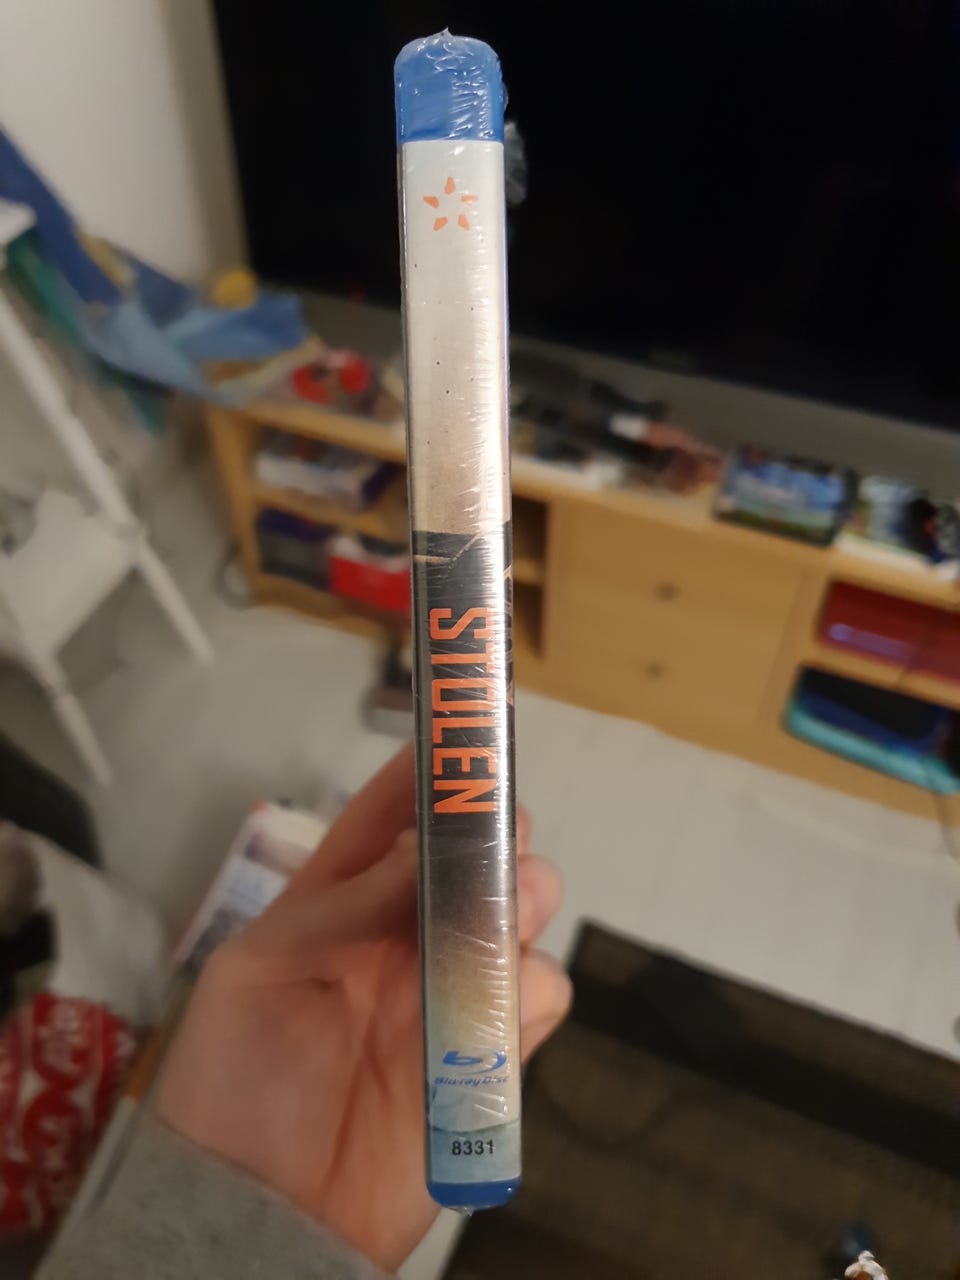 STOLEN
Blu-ray Disc
8331